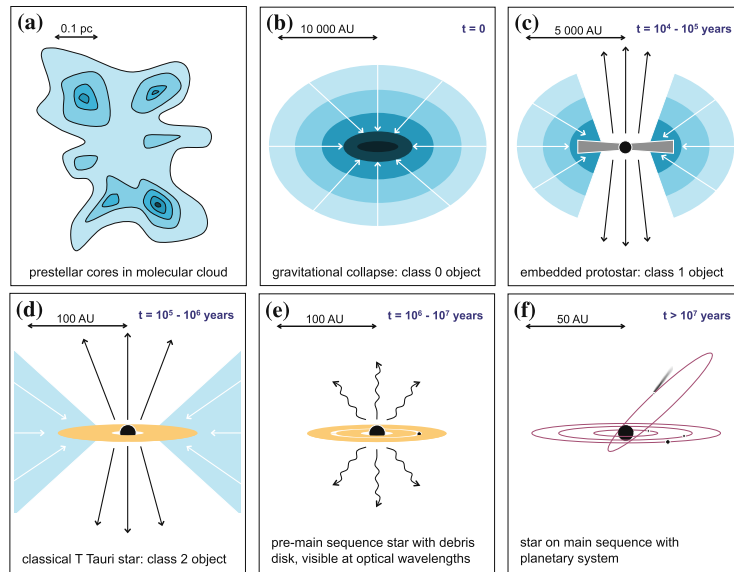 (a)
0.1 pc
prestellar cores in molecular cloud
(b)
10 000 AU
t = 0
gravitational collapse: class 0 object
(c)
5 000 AU
t = 10⁴ - 10⁵ years
embedded protostar: class 1 object
(d)
100 AU
t = 10⁵ - 10⁶ years
classical T Tauri star: class 2 object
(e)
100 AU
t = 10⁶ - 10⁷ years
pre-main sequence star with debris
disk, visible at optical wavelengths
(f)
50 AU
t > 10⁷ years
star on main sequence with
planetary system